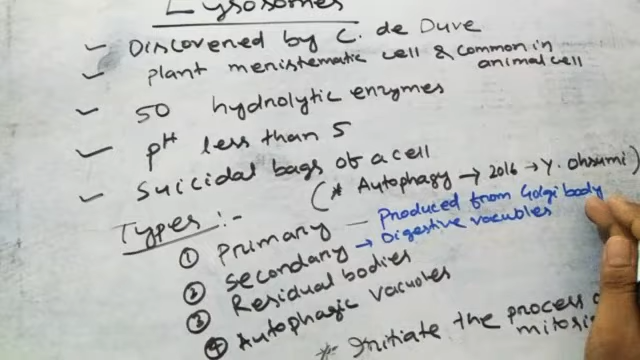 Lysosomes
Discovered by C. de Duve
plant meristematic cell & common in
animal cell
50 hydrolytic enzymes
pH less than 5
Suicidal bags of a cell
(* Autophagy → 2016 → Y. Ohsumi)
Types :-
① Primary — Produced from Golgi body
② Secondary → Digestive vacuoles
③ Residual bodies
④ Autophagic vacuoles
* Initiate the process
mitosis